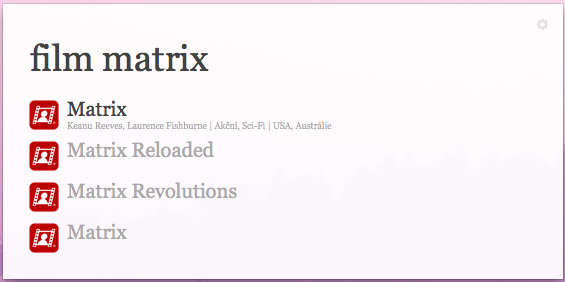 film matrix
Matrix
Keanu Reeves, Laurence Fishburne | Akční, Sci-Fi | USA, Austrálie
Matrix Reloaded
Matrix Revolutions
Matrix